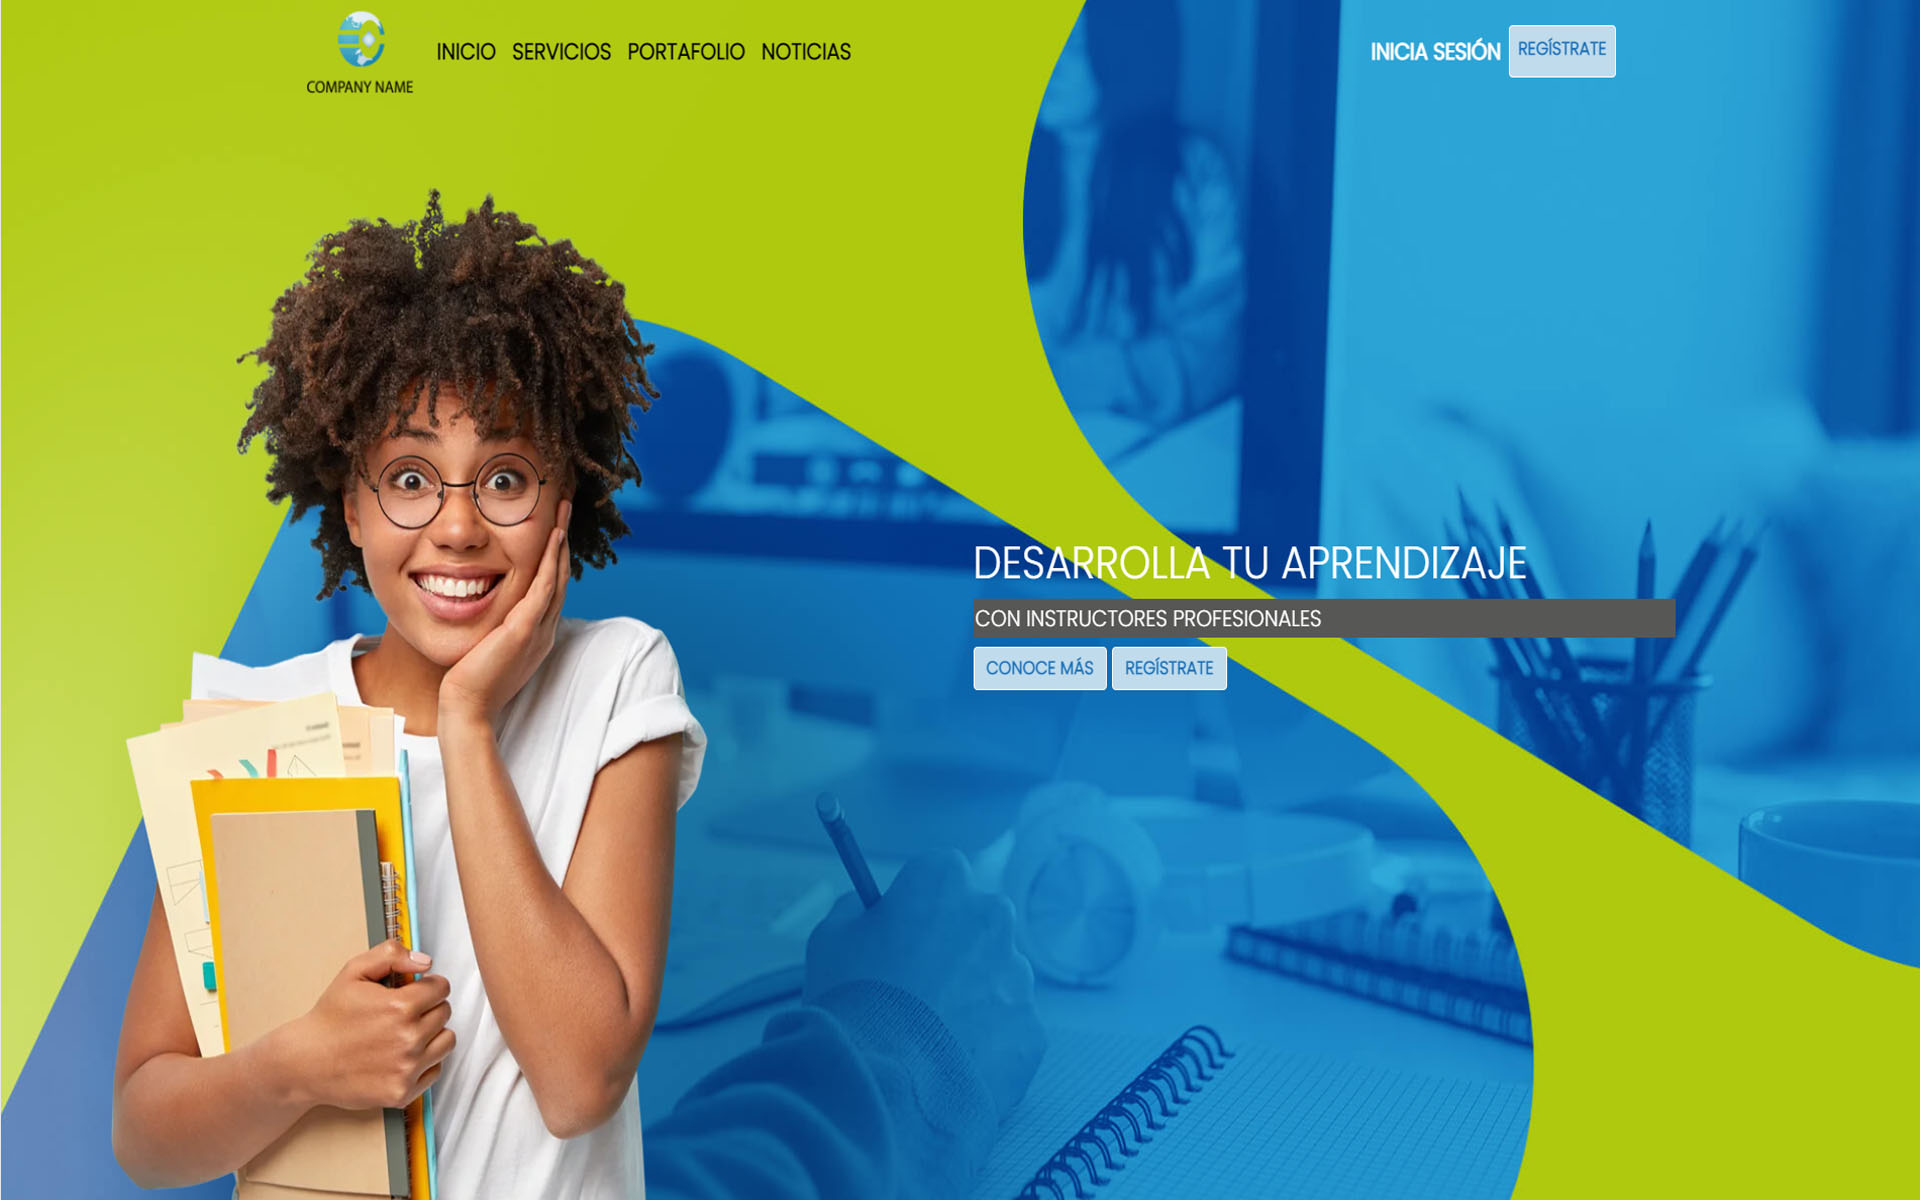 COMPANY NAME
INICIO SERVICIOS PORTAFOLIO NOTICIAS
INICIA SESIÓN REGÍSTRATE
DESARROLLA TU APRENDIZAJE
CON INSTRUCTORES PROFESIONALES
CONOCE MÁS REGÍSTRATE